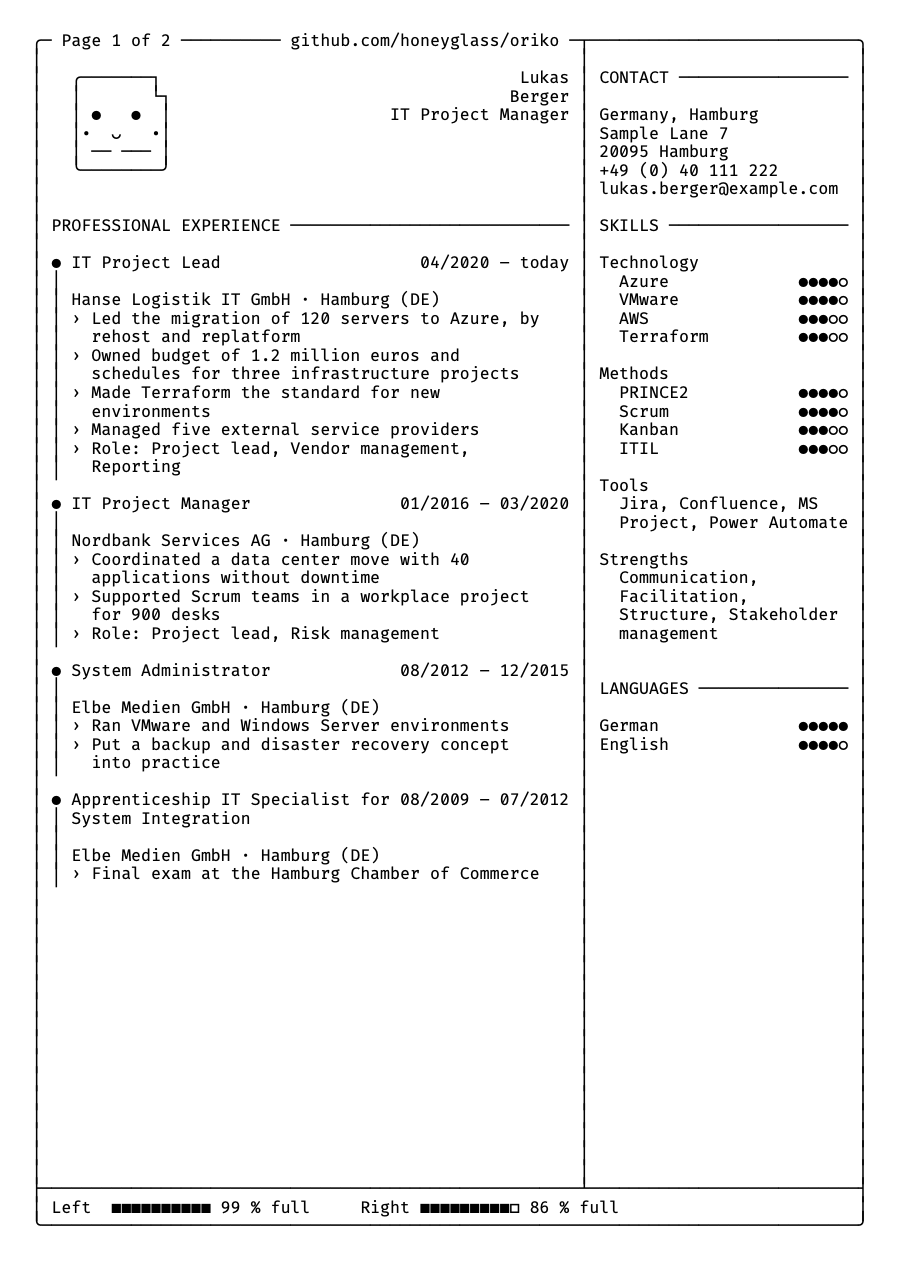 Page 1 of 2
github.com/honeyglass/oriko
Lukas
Berger
IT Project Manager
PROFESSIONAL EXPERIENCE
● IT Project Lead 04/2020 – today
Hanse Logistik IT GmbH · Hamburg (DE)
› Led the migration of 120 servers to Azure, by
rehost and replatform
› Owned budget of 1.2 million euros and
schedules for three infrastructure projects
› Made Terraform the standard for new
environments
› Managed five external service providers
› Role: Project lead, Vendor management,
Reporting
● IT Project Manager 01/2016 – 03/2020
Nordbank Services AG · Hamburg (DE)
› Coordinated a data center move with 40
applications without downtime
› Supported Scrum teams in a workplace project
for 900 desks
› Role: Project lead, Risk management
● System Administrator 08/2012 – 12/2015
Elbe Medien GmbH · Hamburg (DE)
› Ran VMware and Windows Server environments
› Put a backup and disaster recovery concept
into practice
● Apprenticeship IT Specialist for 08/2009 – 07/2012
System Integration
Elbe Medien GmbH · Hamburg (DE)
› Final exam at the Hamburg Chamber of Commerce
CONTACT
Germany, Hamburg
Sample Lane 7
20095 Hamburg
+49 (0) 40 111 222
lukas.berger@example.com
SKILLS
Technology
Azure ●●●●○
VMware ●●●●○
AWS ●●●○○
Terraform ●●●○○
Methods
PRINCE2 ●●●●○
Scrum ●●●●○
Kanban ●●●○○
ITIL ●●●○○
Tools
Jira, Confluence, MS
Project, Power Automate
Strengths
Communication,
Facilitation,
Structure, Stakeholder
management
LANGUAGES
German ●●●●●
English ●●●●○
Left ■■■■■■■■■■ 99 % full Right ■■■■■■■■■□ 86 % full